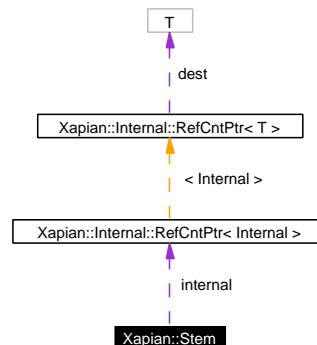 T
dest
Xapian::Internal::RefCntPtr< T >
< Internal >
Xapian::Internal::RefCntPtr< Internal >
internal
Xapian::Stem